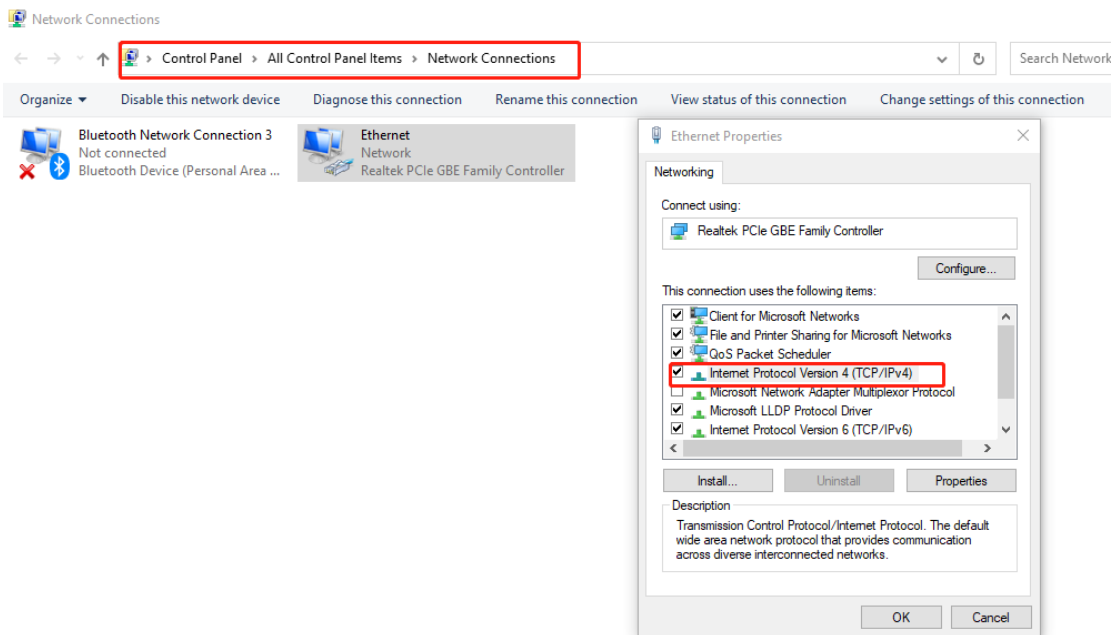 Network Connections
Control Panel > All Control Panel Items > Network Connections
Search Network
Organize Disable this network device Diagnose this connection Rename this connection View status of this connection Change settings of this connection
Bluetooth Network Connection 3
Not connected
Bluetooth Device (Personal Area ...
Ethernet
Network
Realtek PCIe GBE Family Controller
Ethernet Properties
Networking
Connect using:
Realtek PCIe GBE Family Controller
Configure...
This connection uses the following items:
Client for Microsoft Networks
File and Printer Sharing for Microsoft Networks
QoS Packet Scheduler
Internet Protocol Version 4 (TCP/IPv4)
Microsoft Network Adapter Multiplexor Protocol
Microsoft LLDP Protocol Driver
Internet Protocol Version 6 (TCP/IPv6)
Install... Uninstall Properties
Description
Transmission Control Protocol/Internet Protocol. The default
wide area network protocol that provides communication
across diverse interconnected networks.
OK Cancel